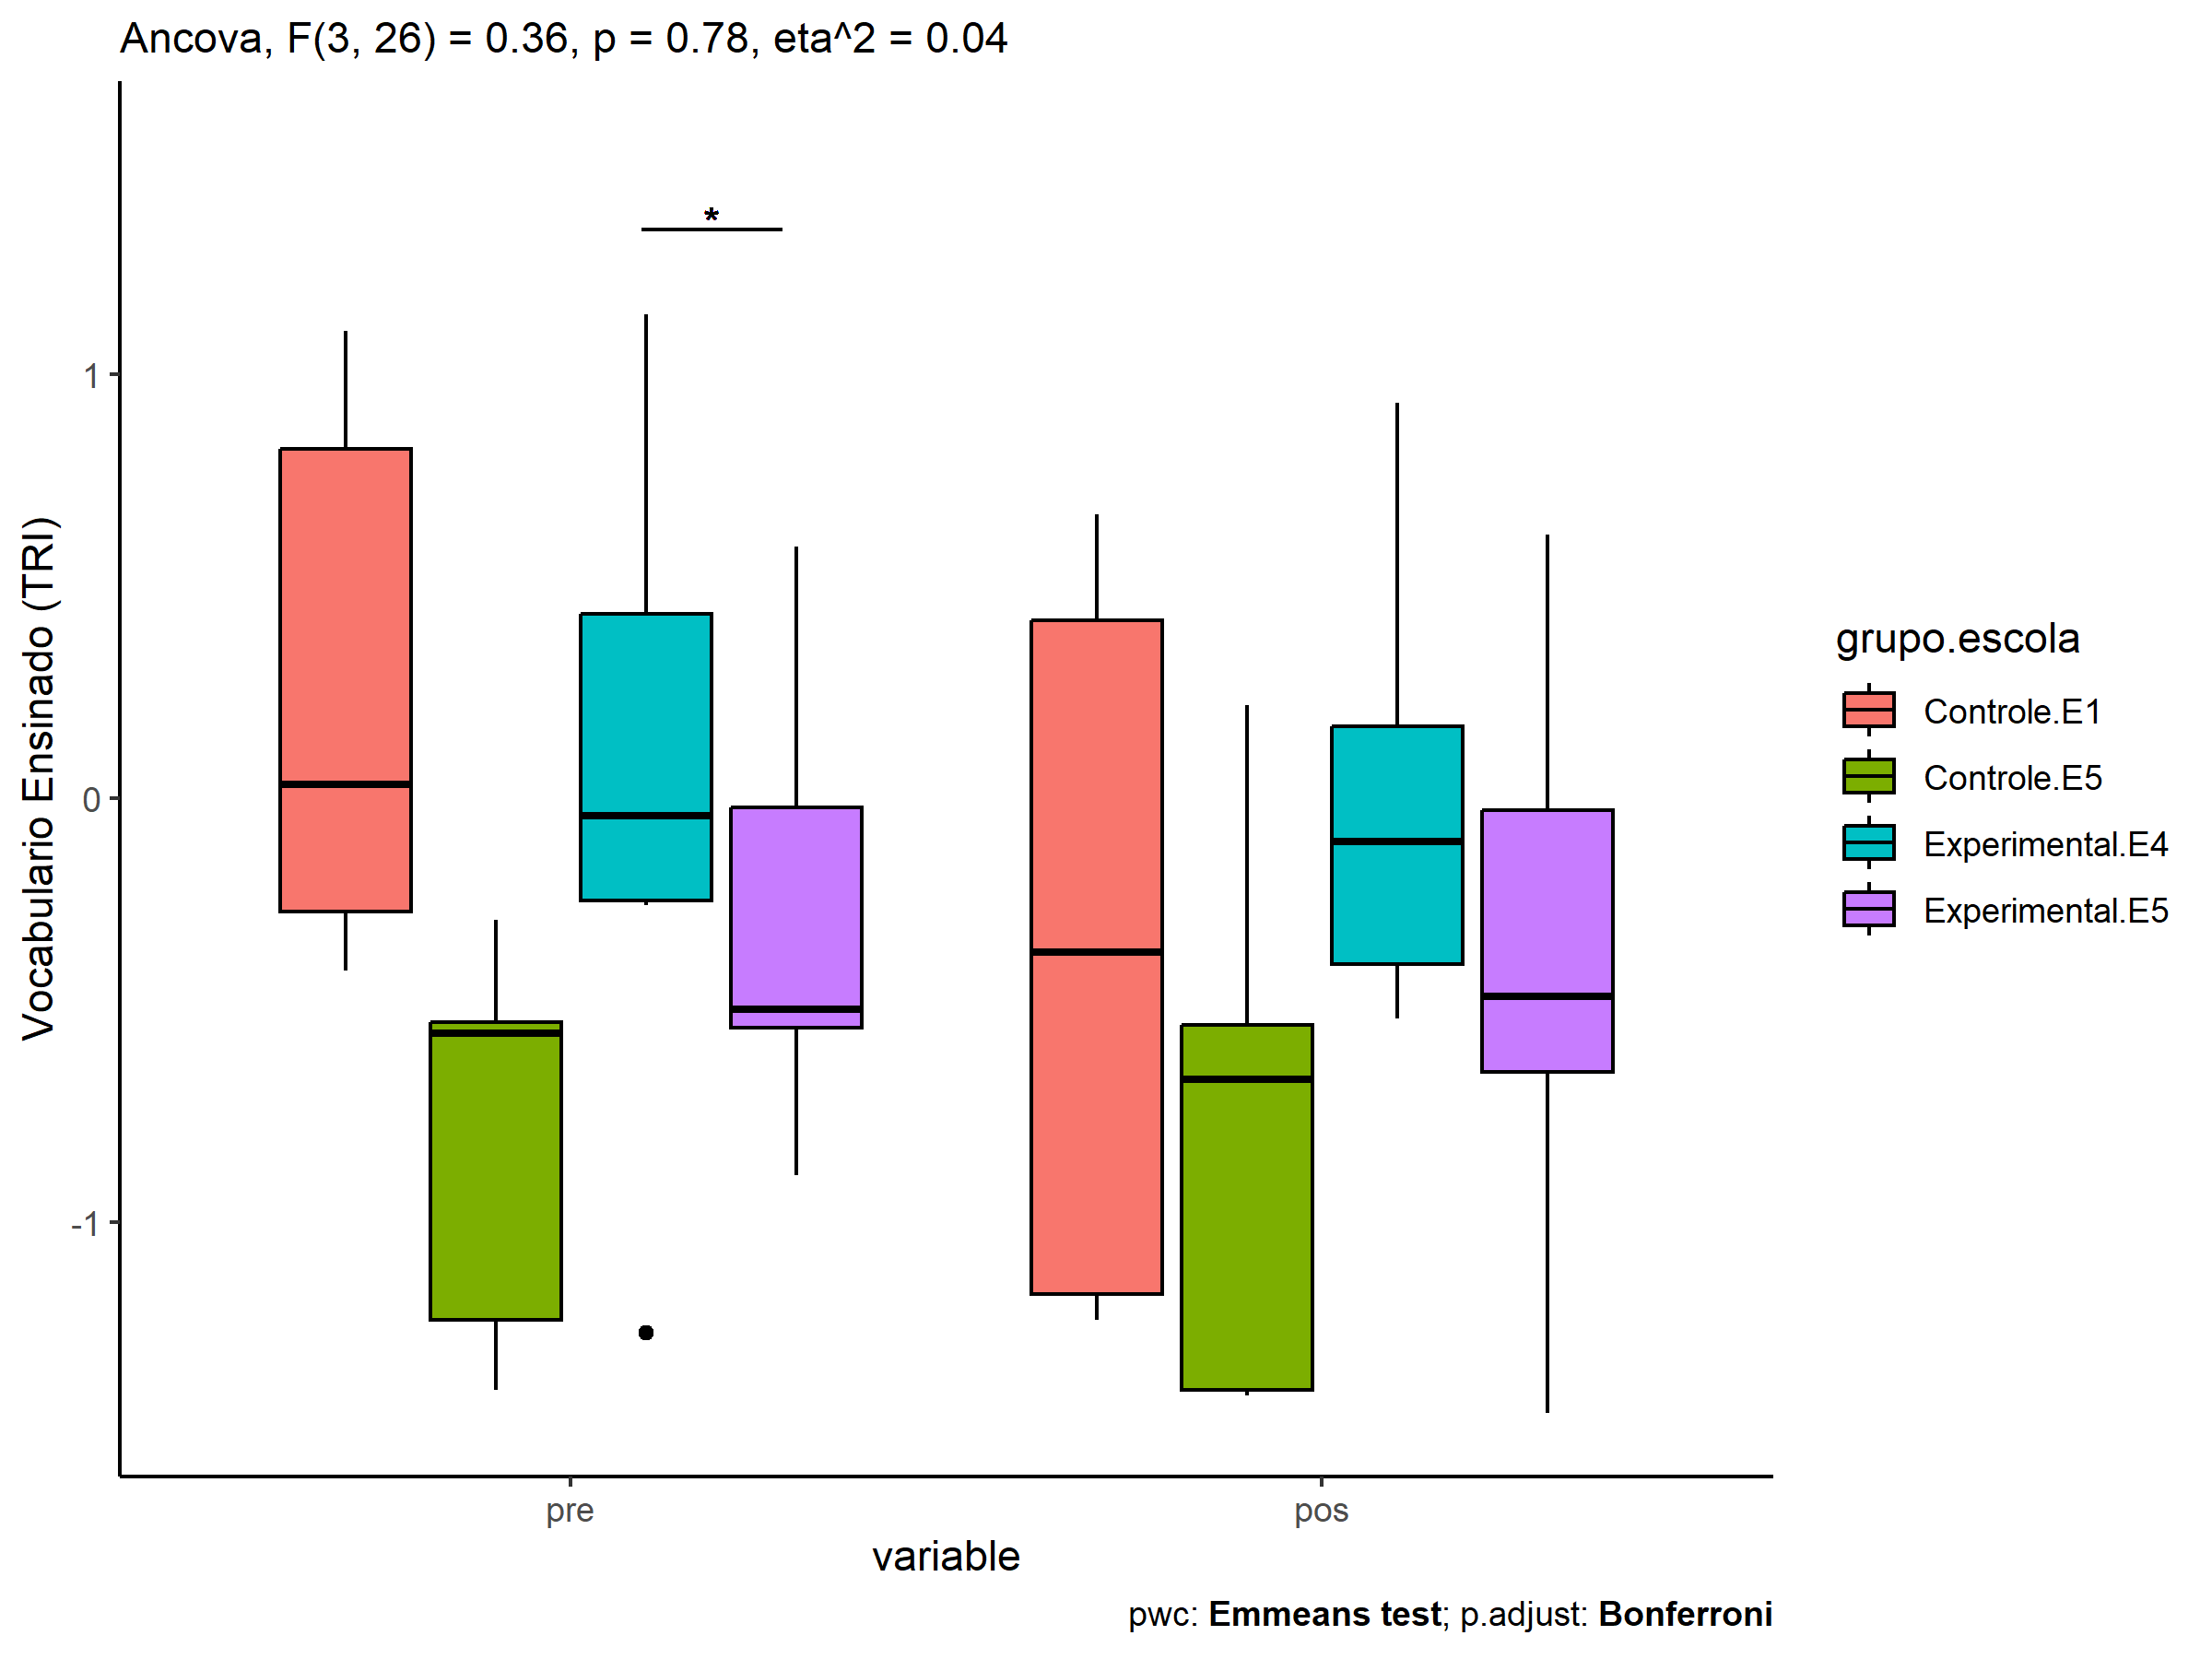 Ancova, F(3, 26) = 0.36, p = 0.78, eta^2 = 0.04
*
1
0
-1
Vocabulario Ensinado (TRI)
pre
pos
variable
grupo.escola
Controle.E1
Controle.E5
Experimental.E4
Experimental.E5
pwc: Emmeans test; p.adjust: Bonferroni